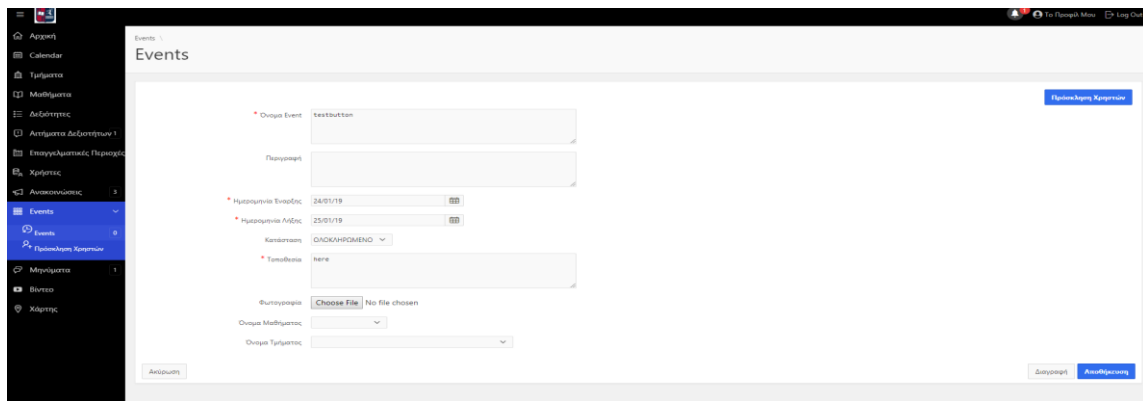 1
Το Προφίλ Μου
Log Out
Αρχική
Calendar
Τμήματα
Μαθήματα
Δεξιότητες
Αιτήματα Δεξιοτήτων 1
Επαγγελματικές Περιοχές
Χρήστες
Ανακοινώσεις 3
Events
Events 0
Πρόσκληση Χρηστών
Μηνύματα 1
Βίντεο
Χάρτης
Events \
Events
Πρόσκληση Χρηστών
* Όνομα Event testbutton
Περιγραφή
* Ημερομηνία Έναρξης 24/01/19
* Ημερομηνία Λήξης 25/01/19
Κατάσταση ΟΛΟΚΛΗΡΩΜΕΝΟ
* Τοποθεσία here
Φωτογραφία Choose File No file chosen
Όνομα Μαθήματος
Όνομα Τμήματος
Ακύρωση
Διαγραφή
Αποθήκευση